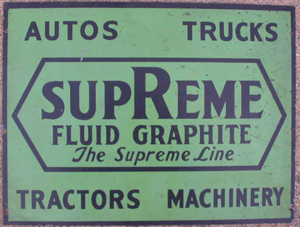 AUTOS TRUCKS
SUPREME
FLUID GRAPHITE
The Supreme Line
TRACTORS MACHINERY